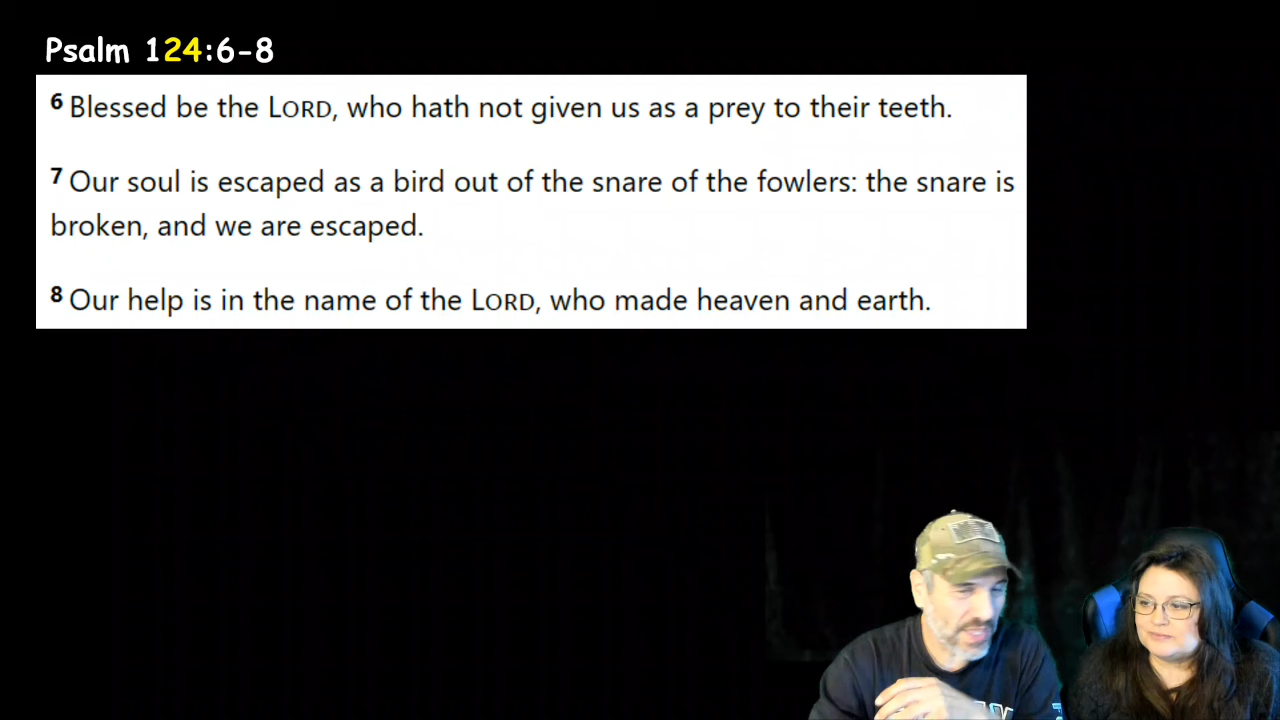 Psalm 124:6-8
6 Blessed be the LORD, who hath not given us as a prey to their teeth.
7 Our soul is escaped as a bird out of the snare of the fowlers: the snare is
broken, and we are escaped.
8 Our help is in the name of the LORD, who made heaven and earth.